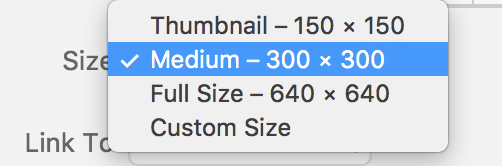 Thumbnail – 150 × 150
Size
Medium – 300 × 300
Full Size – 640 × 640
Custom Size
Link To